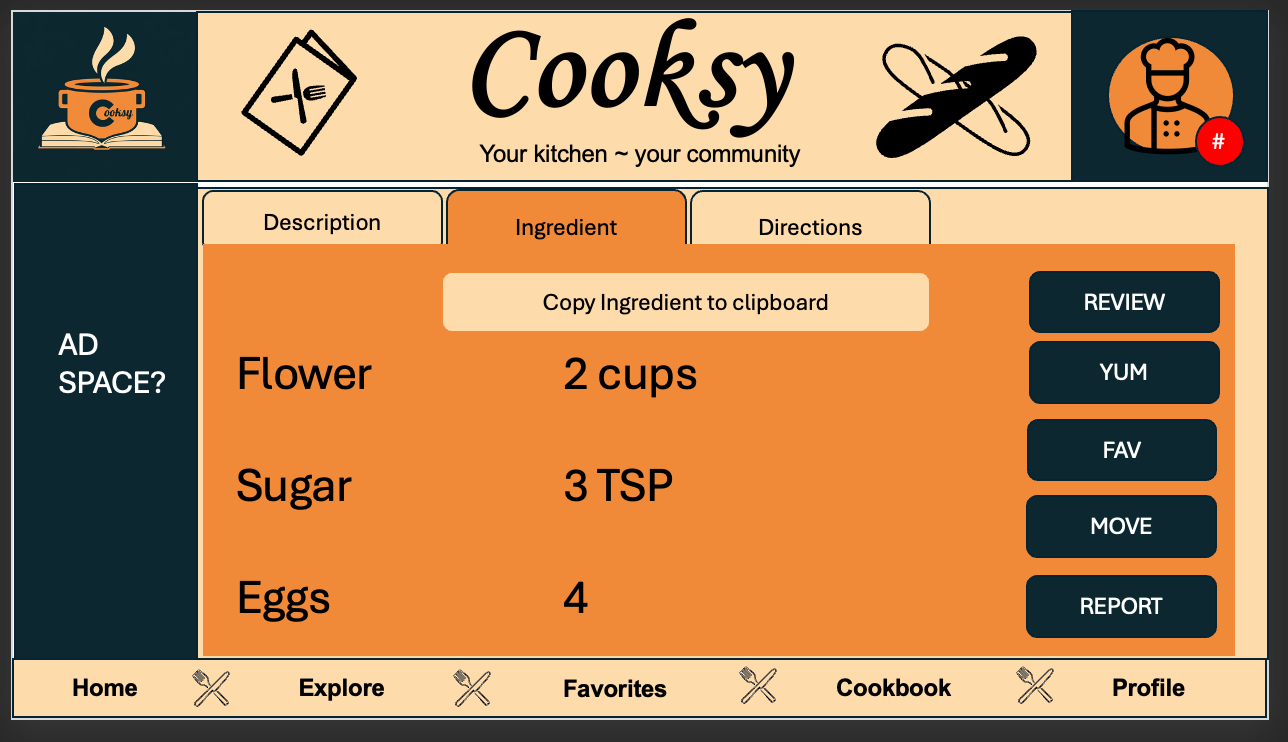 Cooksy
Cooksy
Your kitchen ~ your community
#
Description
Ingredient
Directions
Copy Ingredient to clipboard
REVIEW
AD
SPACE?
Flower 2 cups
YUM
FAV
Sugar 3 TSP
MOVE
Eggs 4
REPORT
Home Explore Favorites Cookbook Profile